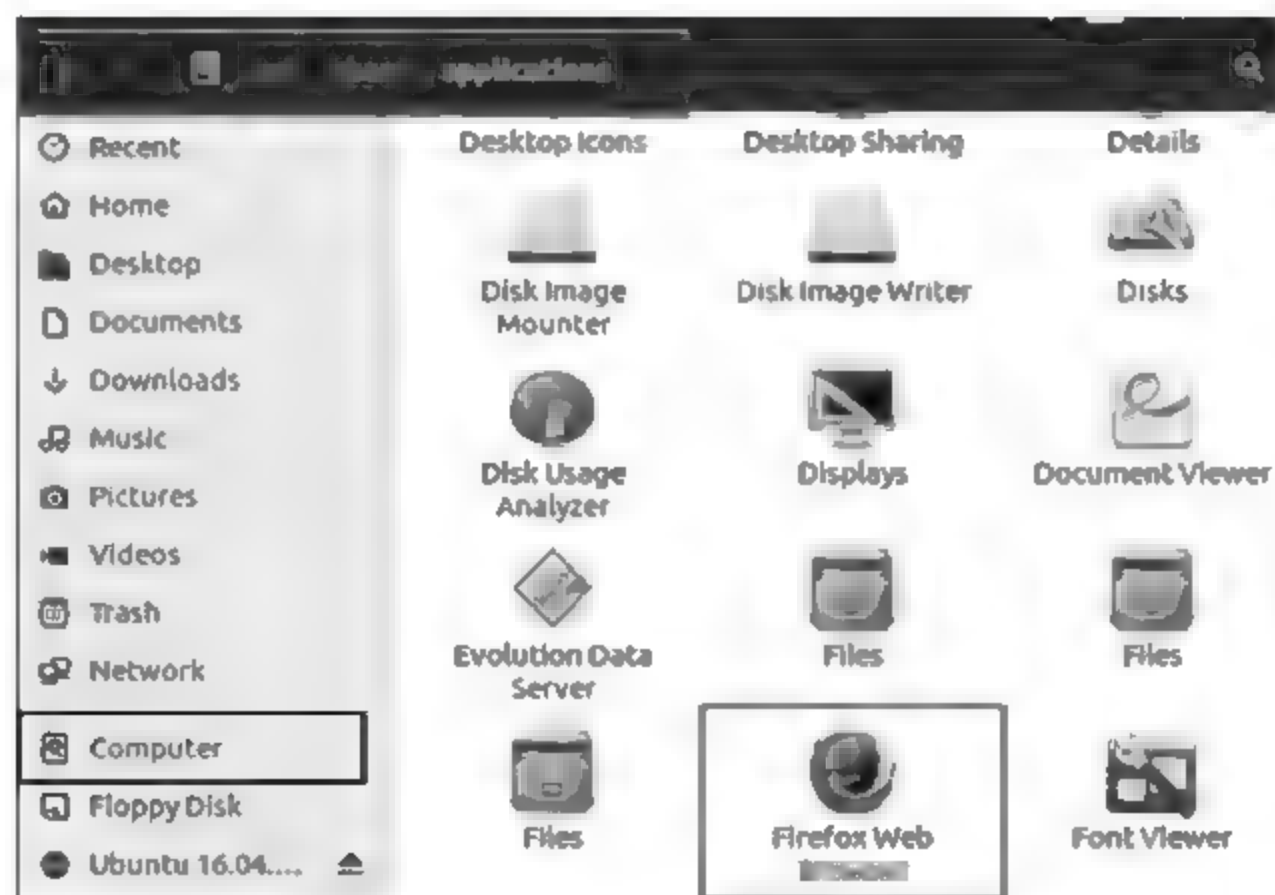 Applications
Recent
Home
Desktop
Documents
Downloads
Music
Pictures
Videos
Trash
Network
Computer
Floppy Disk
Ubuntu 16.04....
Desktop Icons
Desktop Sharing
Details
Disk Image
Mounter
Disk Image Writer
Disks
Disk Usage
Analyzer
Displays
Document Viewer
Evolution Data
Server
Files
Files
Files
Firefox Web
Font Viewer